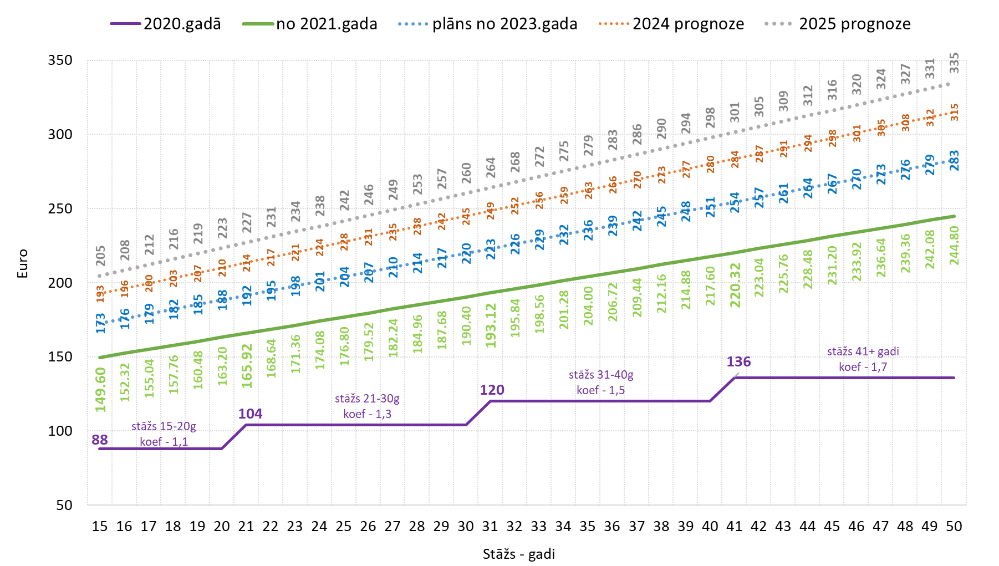 2020.gadā no 2021.gada plāns no 2023.gada 2024 prognoze 2025 prognoze
Euro
350
300
250
200
150
100
50
205 208 212 216 219 223 227 231 234 238 242 246 249 253 257 260 264 268 272 275 279 283 286 290 294 298 301 305 309 312 316 320 324 327 331 335
193 196 200 203 207 210 214 217 221 224 228 231 235 238 242 245 249 252 256 259 263 266 270 273 277 280 284 287 291 294 298 301 305 308 312 315
173 176 179 182 185 188 192 195 198 201 204 207 210 214 217 220 223 226 229 232 236 239 242 245 248 251 254 257 261 264 267 270 273 276 279 283
149.60 152.32 155.04 157.76 160.48 163.20 165.92 168.64 171.36 174.08 176.80 179.52 182.24 184.96 187.68 190.40 193.12 195.84 198.56 201.28 204.00 206.72 209.44 212.16 214.88 217.60 220.32 223.04 225.76 228.48 231.20 233.92 236.64 239.36 242.08 244.80
88
stāžs 15-20g
koef - 1,1
104
stāžs 21-30g
koef - 1,3
120
stāžs 31-40g
koef - 1,5
136
stāžs 41+ gadi
koef - 1,7
15 16 17 18 19 20 21 22 23 24 25 26 27 28 29 30 31 32 33 34 35 36 37 38 39 40 41 42 43 44 45 46 47 48 49 50
Stāžs - gadi